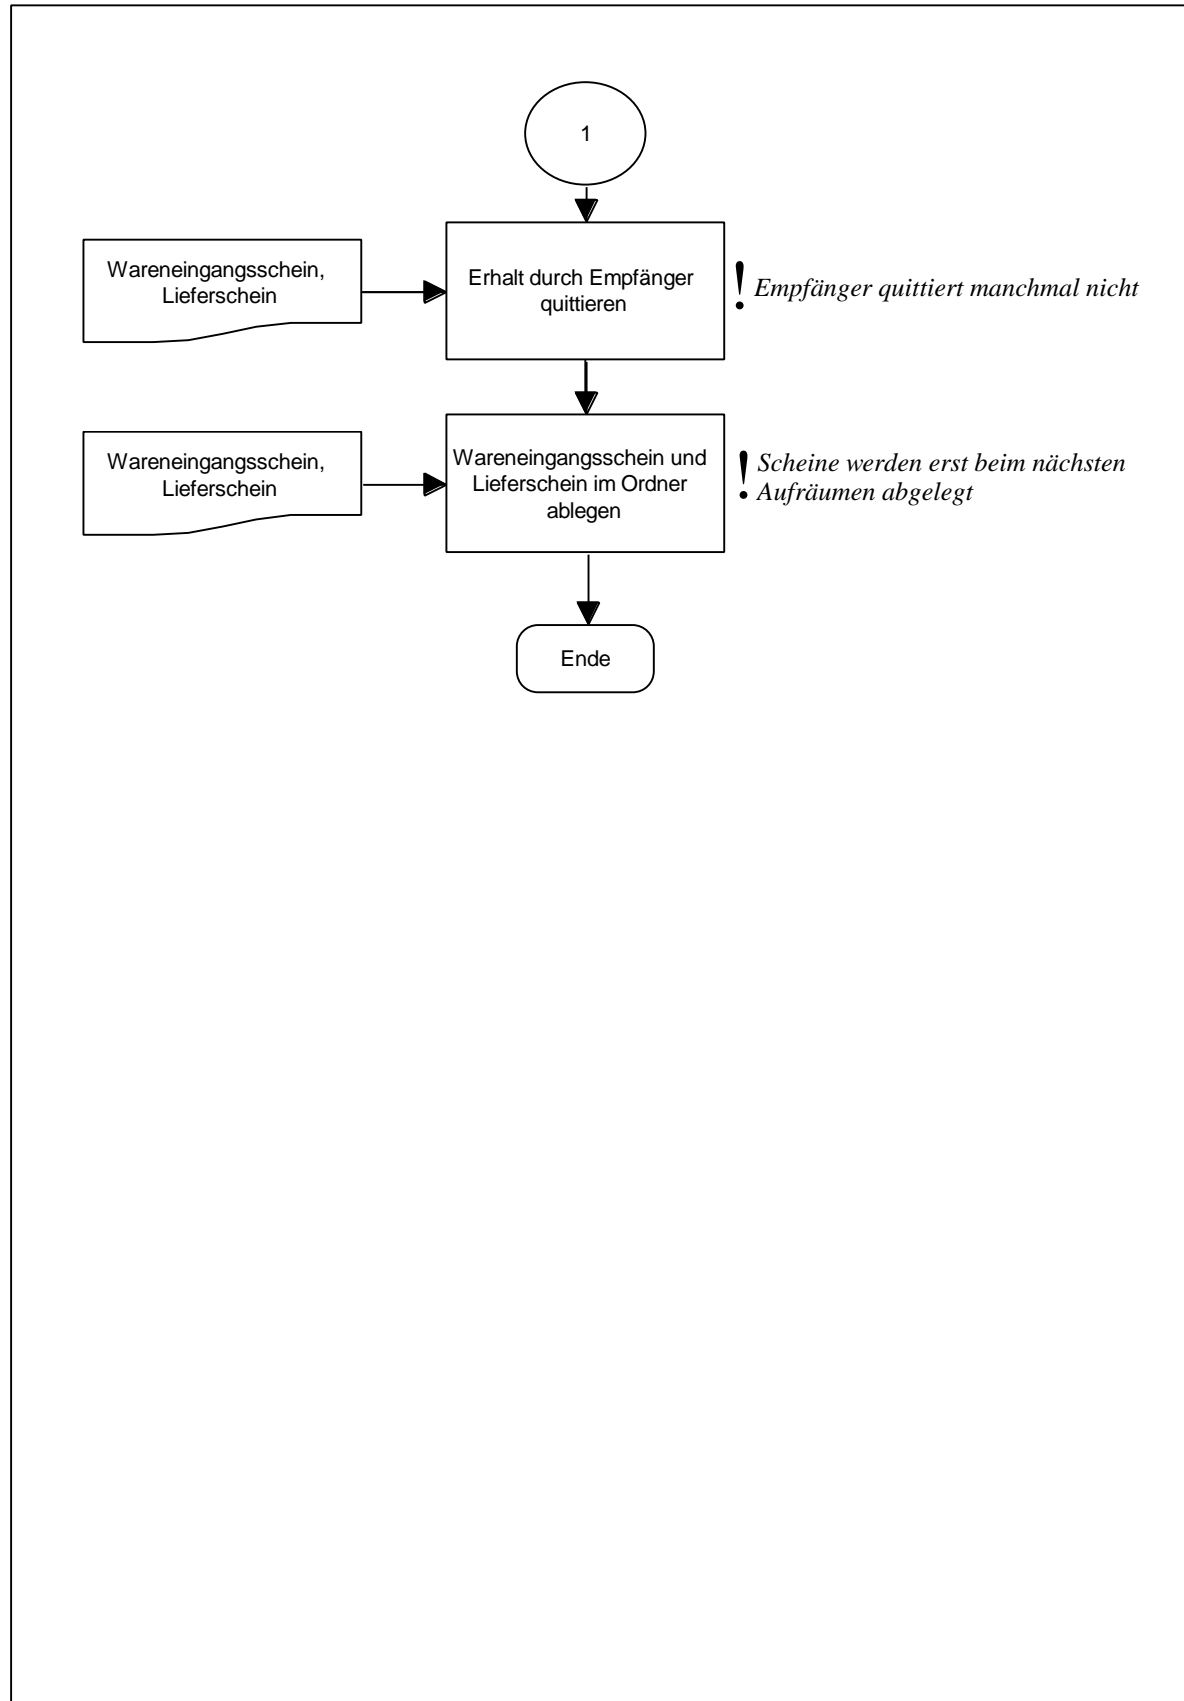 1
Wareneingangsschein,
Lieferschein
Erhalt durch Empfänger
quittieren
! Empfänger quittiert manchmal nicht
Wareneingangsschein,
Lieferschein
Wareneingangsschein und
Lieferschein im Ordner
ablegen
! Scheine werden erst beim nächsten
Aufräumen abgelegt
Ende